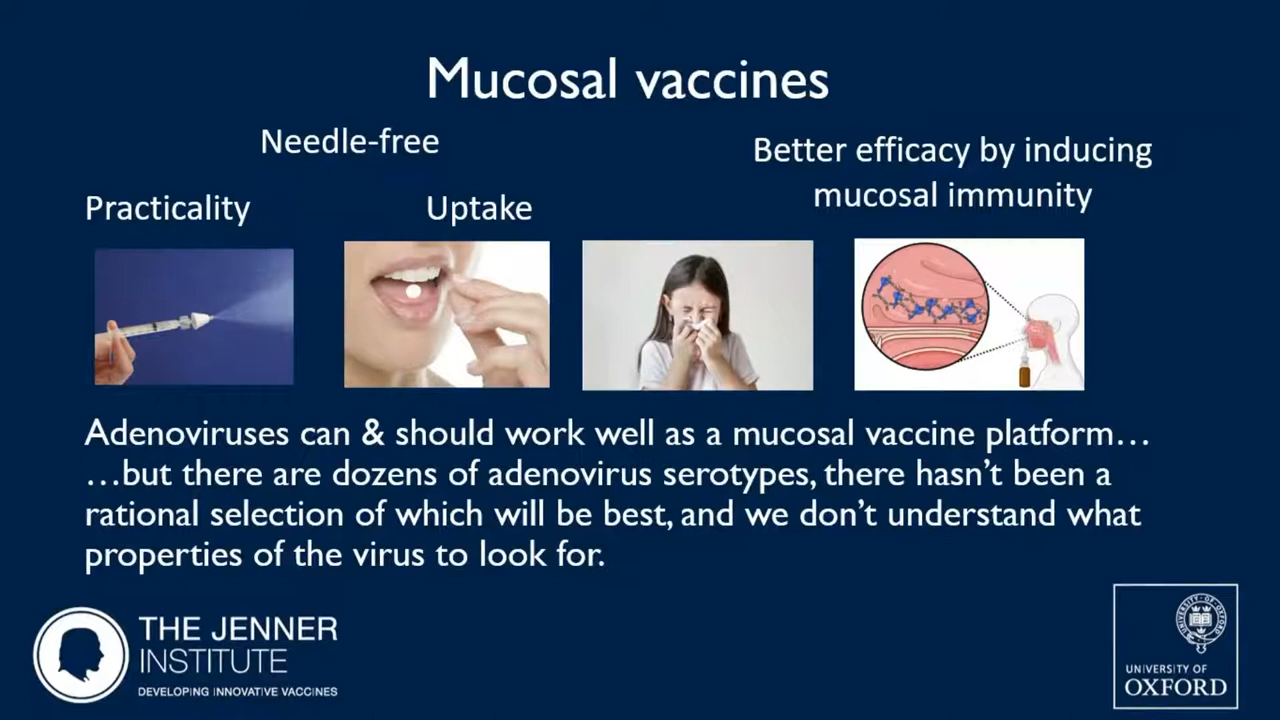 Mucosal vaccines
Needle-free
Better efficacy by inducing
mucosal immunity
Practicality
Uptake
Adenoviruses can & should work well as a mucosal vaccine platform…
…but there are dozens of adenovirus serotypes, there hasn’t been a
rational selection of which will be best, and we don’t understand what
properties of the virus to look for.
THE JENNER
INSTITUTE
DEVELOPING INNOVATIVE VACCINES
UNIVERSITY OF
OXFORD